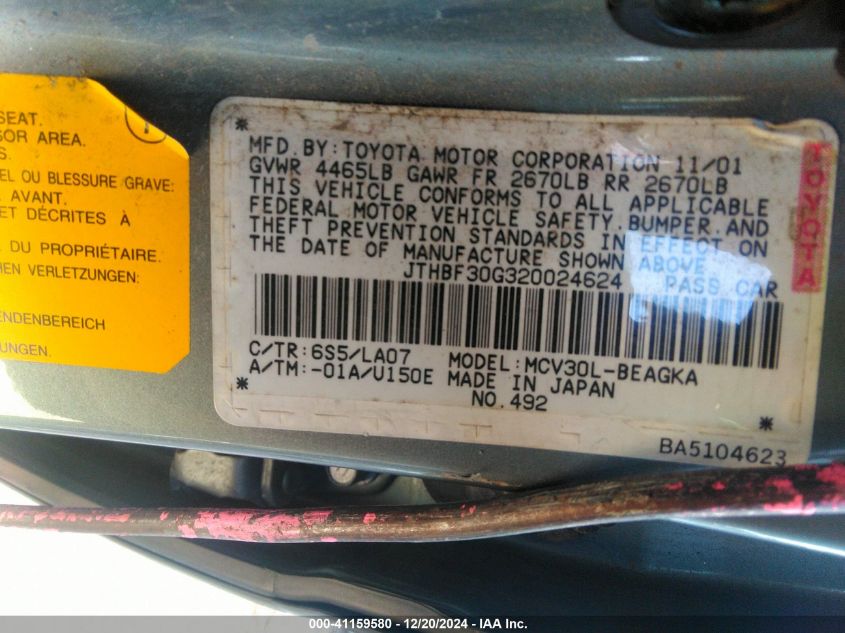 SEAT.
SOR AREA.
S.
EL OU BLESSURE GRAVE:
AVANT.
ET DÉCRITES À
DU PROPRIÉTAIRE.
HEN VERLETZUNGEN:
ENDENBEREICH
UNGEN.
* MFD.BY:TOYOTA MOTOR CORPORATION 11/01
GVWR 4465LB GAWR FR 2670LB RR 2670LB
THIS VEHICLE CONFORMS TO ALL APPLICABLE
FEDERAL MOTOR VEHICLE SAFETY.BUMPER.AND
THEFT PREVENTION STANDARDS IN EFFECT ON
THE DATE OF MANUFACTURE SHOWN ABOVE
JTHBF30G320024624 PASS CAR
C/TR:6S5/LA07 MODEL:MCV30L-BEAGKA
A/TM:-01A/U150E MADE IN JAPAN
* NO.492 *
BA5104623
TOYOTA
000-41159580 - 12/20/2024 - IAA Inc.